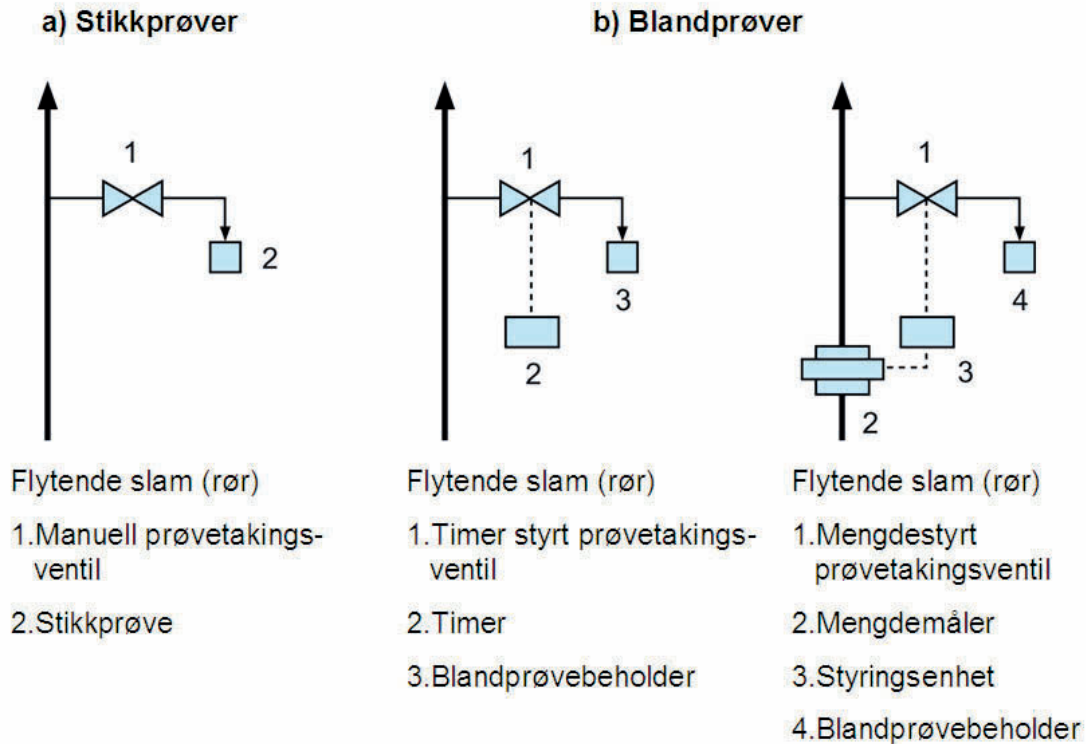 a) Stikkprøver
b) Blandprøver
1
2
1
3
2
1
4
3
2
Flytende slam (rør)
1.Manuell prøvetakings-
ventil
2.Stikkprøve
Flytende slam (rør)
1.Timer styrt prøvetakings-
ventil
2.Timer
3.Blandprøvebeholder
Flytende slam (rør)
1.Mengdestyrt
prøvetakingsventil
2.Mengdemåler
3.Styringsenhet
4.Blandprøvebeholder